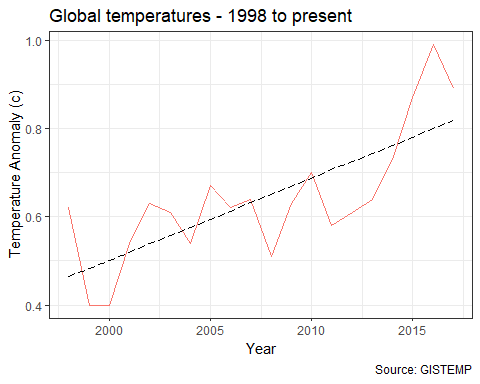 Global temperatures - 1998 to present
Temperature Anomaly (c)
1.0
0.8
0.6
0.4
2000 2005 2010 2015
Year
Source: GISTEMP